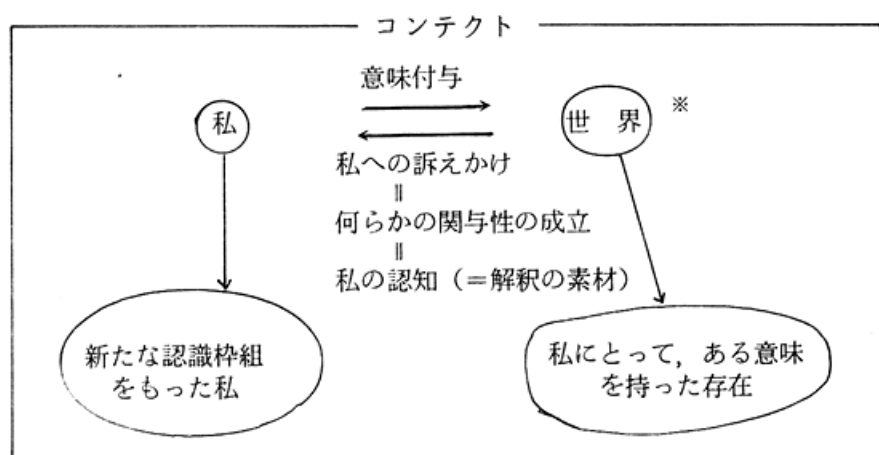 コンテクト
意味付与
私
世　界
※
私への訴えかけ
‖
何らかの関与性の成立
‖
私の認知（＝解釈の素材）
新たな認識枠組
をもった私
私にとって，ある意味
を持った存在